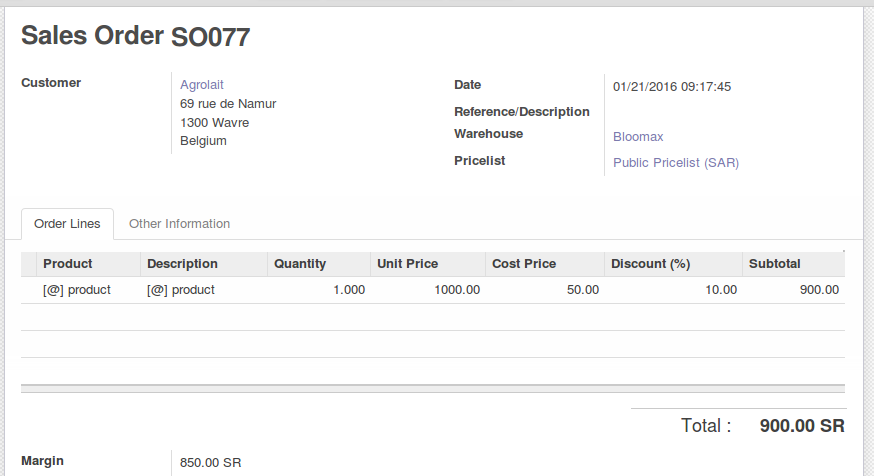 Sales Order SO077
Customer
Agrolait
69 rue de Namur
1300 Wavre
Belgium
Date 01/21/2016 09:17:45
Reference/Description
Warehouse Bloomax
Pricelist Public Pricelist (SAR)
Order Lines Other Information
Product Description Quantity Unit Price Cost Price Discount (%) Subtotal
[@] product [@] product 1.000 1000.00 50.00 10.00 900.00
Total : 900.00 SR
Margin 850.00 SR